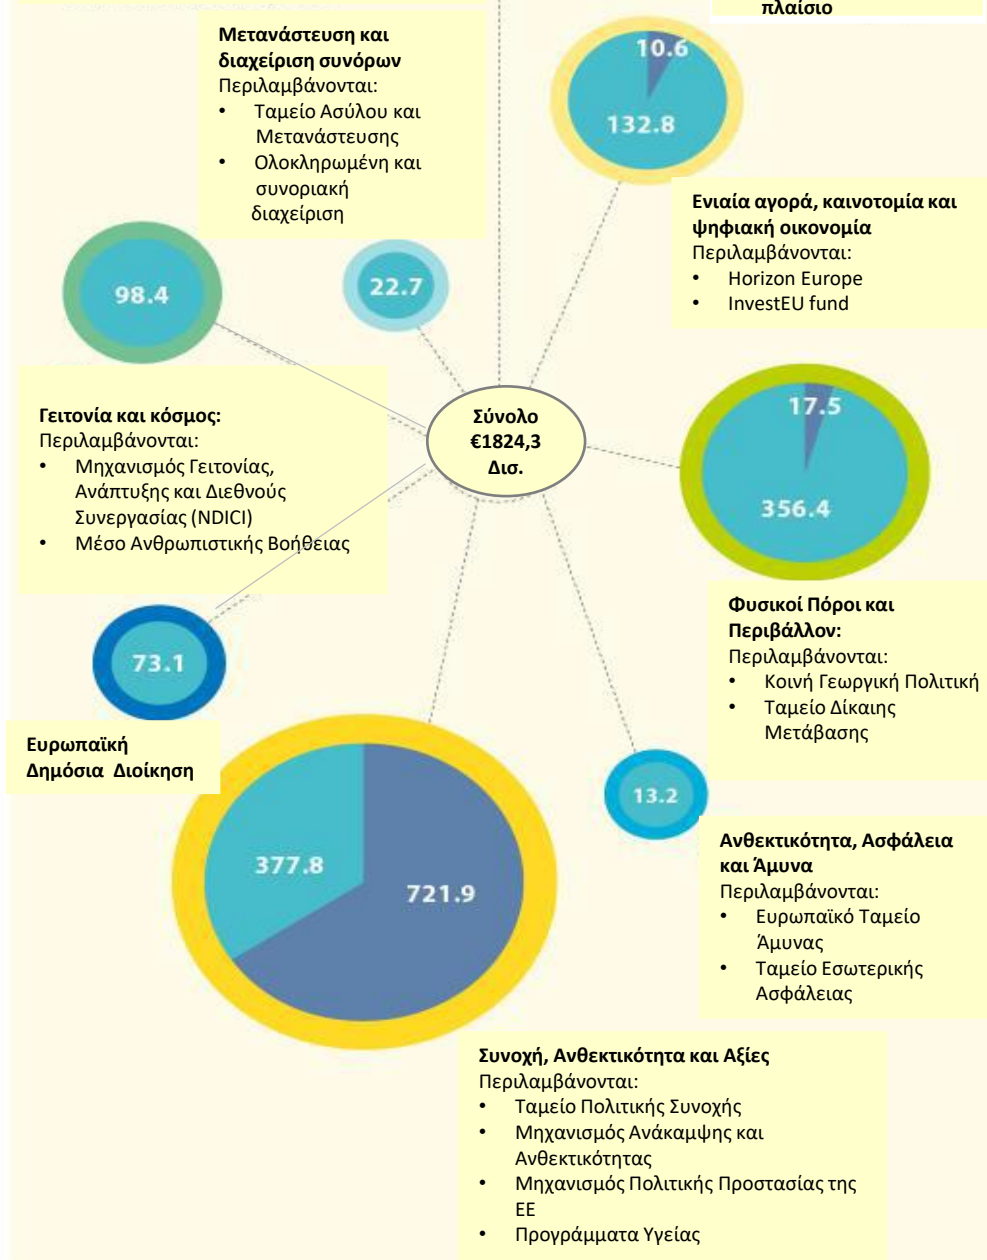 πλαίσιο
Μετανάστευση και
διαχείριση συνόρων
Περιλαμβάνονται:
• Ταμείο Ασύλου και
Μετανάστευσης
• Ολοκληρωμένη και
συνοριακή
διαχείριση
10.6
132.8
Ενιαία αγορά, καινοτομία και
ψηφιακή οικονομία
Περιλαμβάνονται:
• Horizon Europe
• InvestEU fund
98.4
22.7
Γειτονία και κόσμος:
Περιλαμβάνονται:
• Μηχανισμός Γειτονίας,
Ανάπτυξης και Διεθνούς
Συνεργασίας (NDICI)
• Μέσο Ανθρωπιστικής Βοήθειας
Σύνολο
€1824,3
Δισ.
17.5
356.4
Φυσικοί Πόροι και
Περιβάλλον:
Περιλαμβάνονται:
• Κοινή Γεωργική Πολιτική
• Ταμείο Δίκαιης
Μετάβασης
73.1
Ευρωπαϊκή
Δημόσια Διοίκηση
377.8
721.9
13.2
Ανθεκτικότητα, Ασφάλεια
και Άμυνα
Περιλαμβάνονται:
• Ευρωπαϊκό Ταμείο
Άμυνας
• Ταμείο Εσωτερικής
Ασφάλειας
Συνοχή, Ανθεκτικότητα και Αξίες
Περιλαμβάνονται:
• Ταμείο Πολιτικής Συνοχής
• Μηχανισμός Ανάκαμψης και
Ανθεκτικότητας
• Μηχανισμός Πολιτικής Προστασίας της
ΕΕ
• Προγράμματα Υγείας